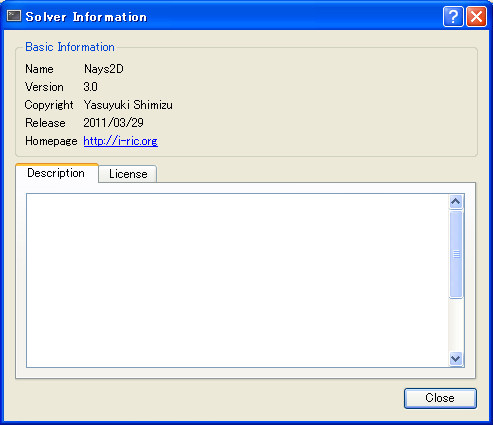 Solver Information
Basic Information
Name Nays2D
Version 3.0
Copyright Yasuyuki Shimizu
Release 2011/03/29
Homepage http://i-ric.org
Description License
Close